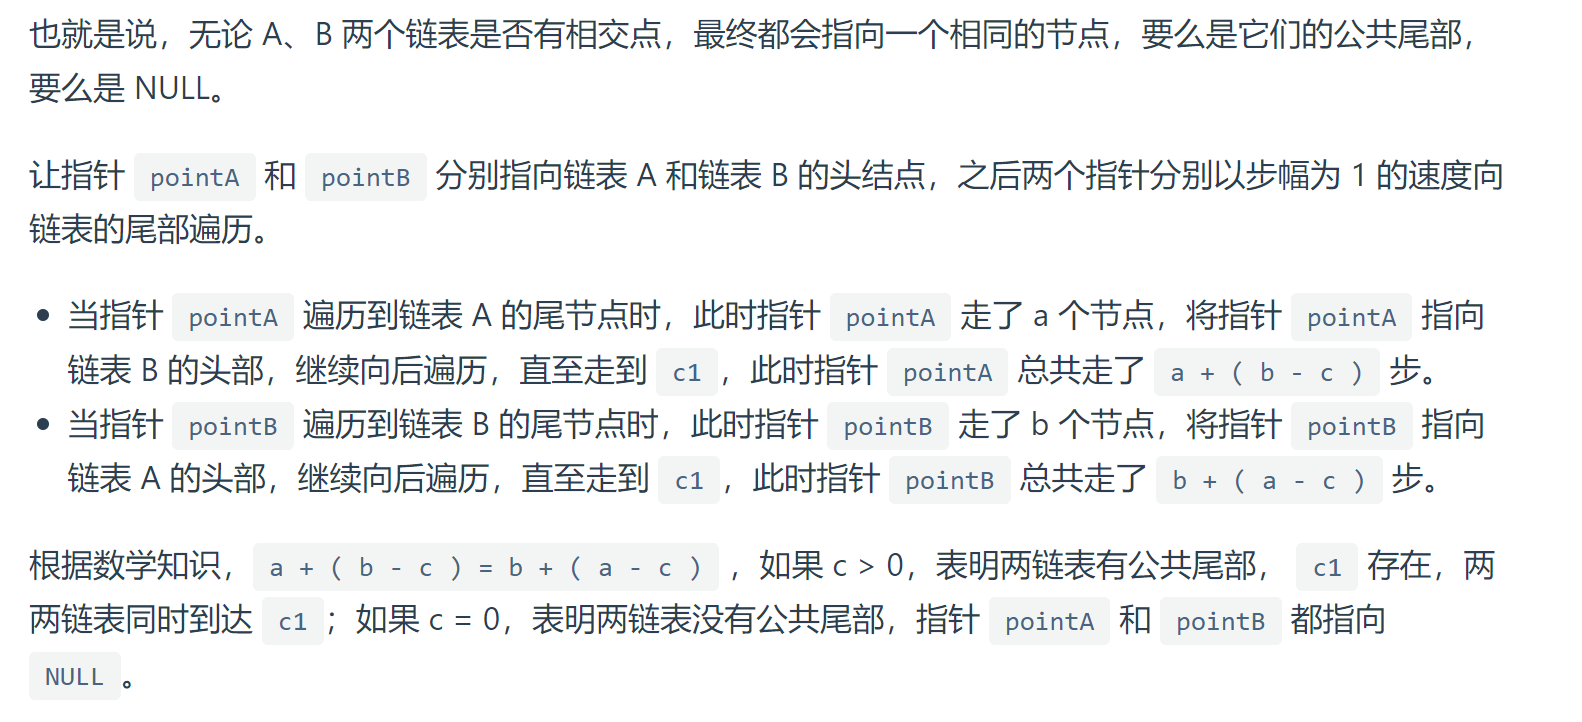 也就是说，无论 A、B 两个链表是否有相交点，最终都会指向一个相同的节点，要么是它们的公共尾部，
要么是 NULL。
让指针 pointA 和 pointB 分别指向链表 A 和链表 B 的头结点，之后两个指针分别以步幅为 1 的速度向
链表的尾部遍历。
• 当指针 pointA 遍历到链表 A 的尾节点时，此时指针 pointA 走了 a 个节点，将指针 pointA 指向
链表 B 的头部，继续向后遍历，直至走到 c1，此时指针 pointA 总共走了 a + ( b - c ) 步。
• 当指针 pointB 遍历到链表 B 的尾节点时，此时指针 pointB 走了 b 个节点，将指针 pointB 指向
链表 A 的头部，继续向后遍历，直至走到 c1，此时指针 pointB 总共走了 b + ( a - c ) 步。
根据数学知识， a + ( b - c ) = b + ( a - c ) ，如果 c > 0，表明两链表有公共尾部， c1 存在，两
两链表同时到达 c1；如果 c = 0，表明两链表没有公共尾部，指针 pointA 和 pointB 都指向
NULL。